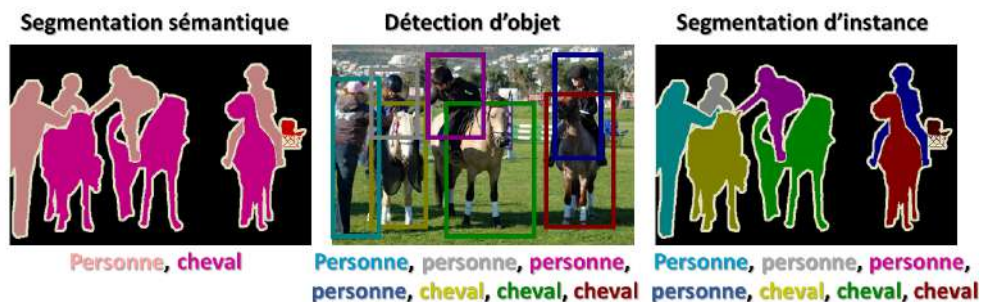 Segmentation sémantique
Détection d'objet
Segmentation d'instance
Personne, cheval
Personne, personne, personne,
personne, cheval, cheval, cheval
Personne, personne, personne,
personne, cheval, cheval, cheval